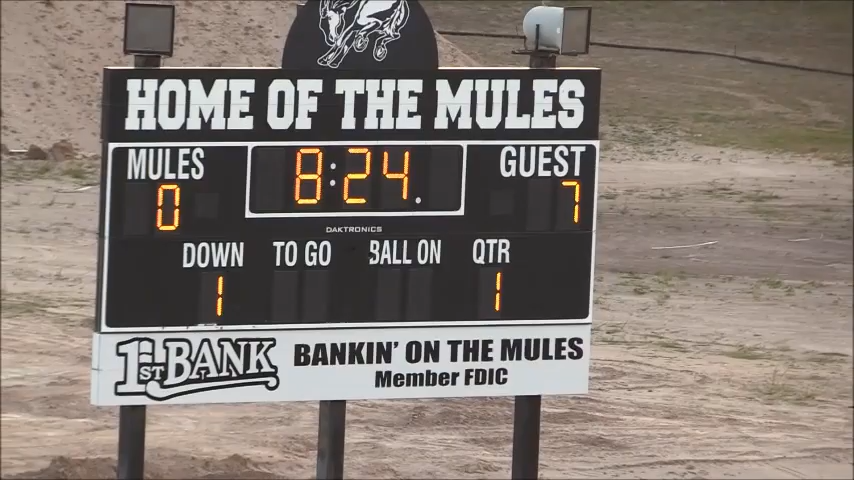 HOME OF THE MULES
MULES 8:24 GUEST
0 7
DAKTRONICS
DOWN TO GO BALL ON QTR
1 1
1ST BANK BANKIN' ON THE MULES
Member FDIC